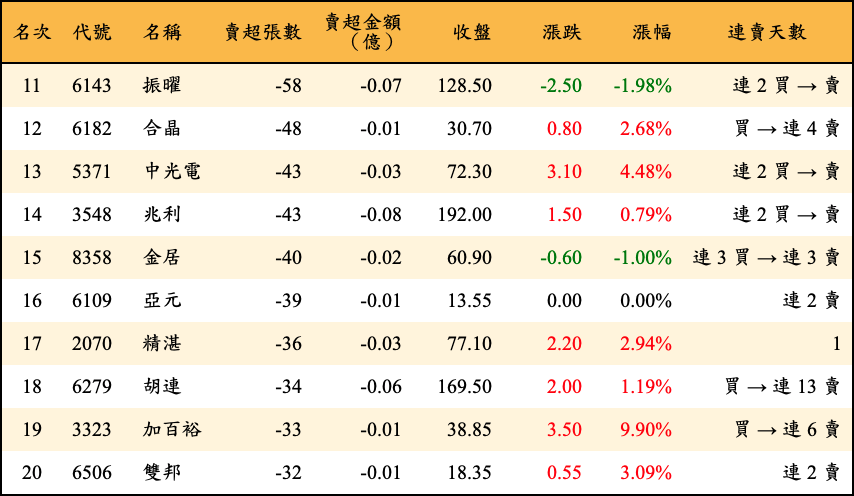 名次 代號 名稱 賣超張數 賣超金額（億） 收盤 漲跌 漲幅 連賣天數
11 6143 振曜 -58 -0.07 128.50 -2.50 -1.98% 連 2 買 → 賣
12 6182 合晶 -48 -0.01 30.70 0.80 2.68% 買 → 連 4 賣
13 5371 中光電 -43 -0.03 72.30 3.10 4.48% 連 2 買 → 賣
14 3548 兆利 -43 -0.08 192.00 1.50 0.79% 連 2 買 → 賣
15 8358 金居 -40 -0.02 60.90 -0.60 -1.00% 連 3 買 → 連 3 賣
16 6109 亞元 -39 -0.01 13.55 0.00 0.00% 連 2 賣
17 2070 精湛 -36 -0.03 77.10 2.20 2.94% 1
18 6279 胡連 -34 -0.06 169.50 2.00 1.19% 買 → 連 13 賣
19 3323 加百裕 -33 -0.01 38.85 3.50 9.90% 買 → 連 6 賣
20 6506 雙邦 -32 -0.01 18.35 0.55 3.09% 連 2 賣